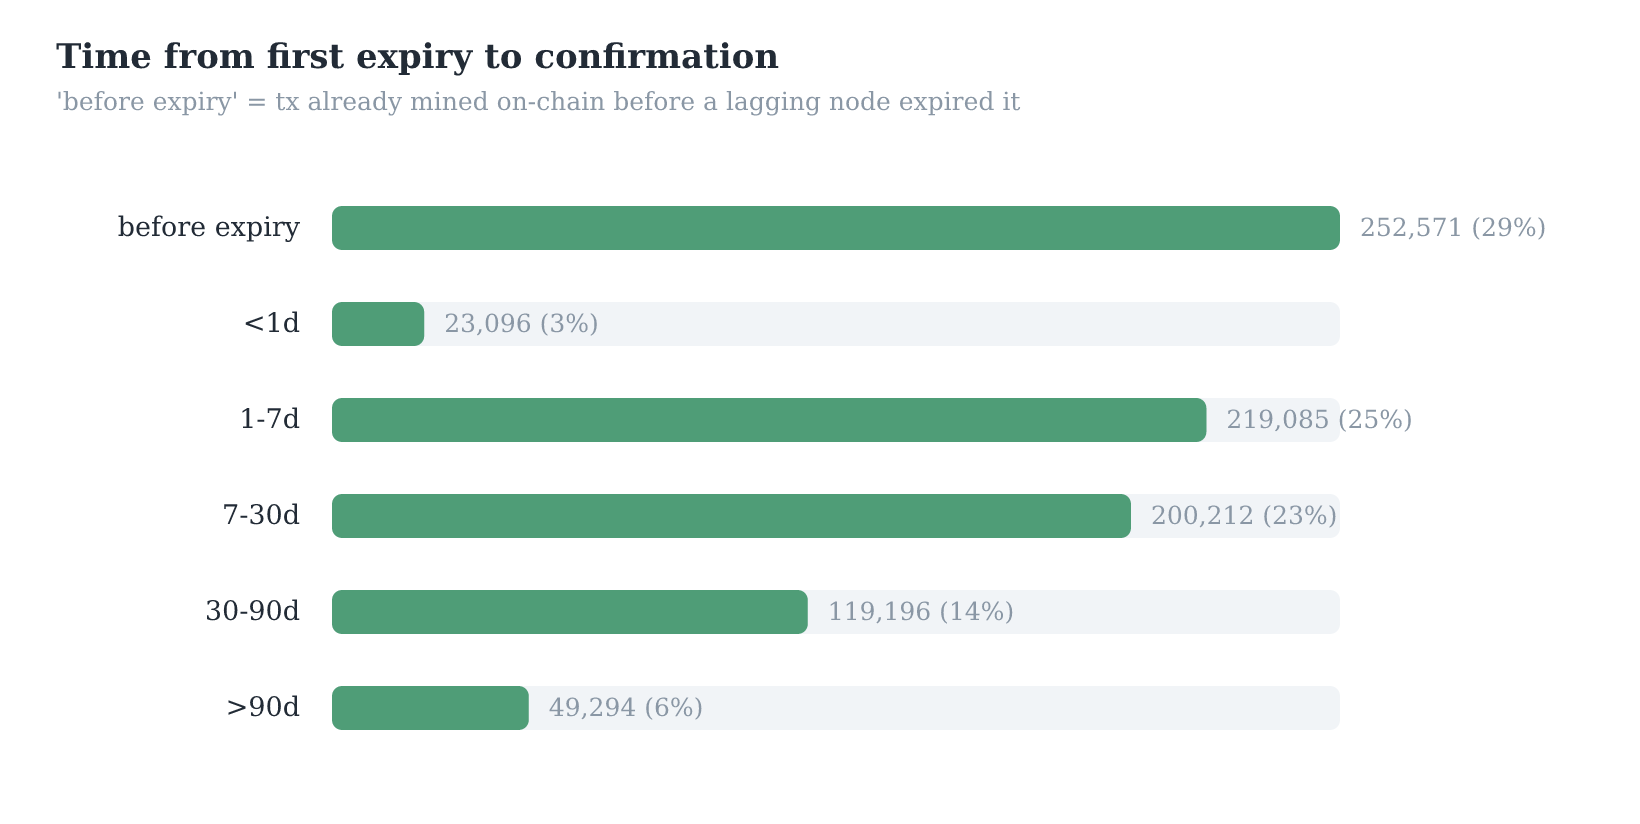 Time from first expiry to confirmation
'before expiry' = tx already mined on-chain before a lagging node expired it
before expiry 252,571 (29%)
<1d 23,096 (3%)
1-7d 219,085 (25%)
7-30d 200,212 (23%)
30-90d 119,196 (14%)
>90d 49,294 (6%)